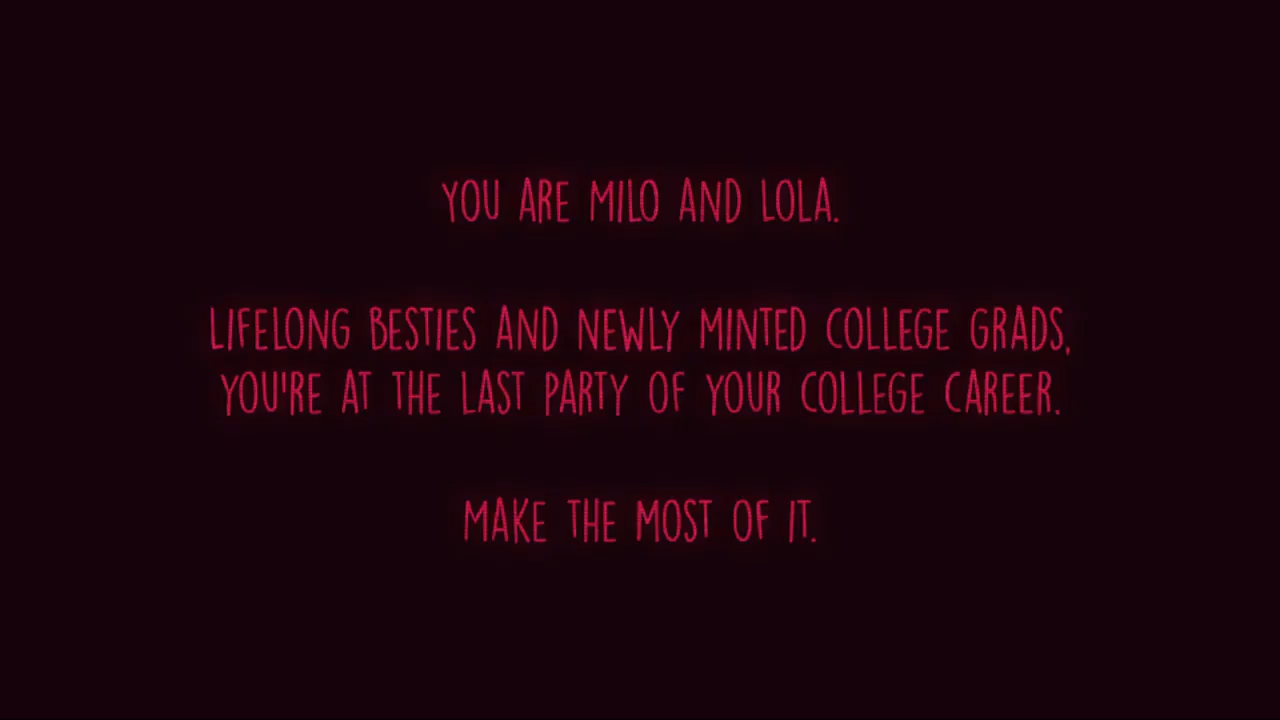 YOU ARE MILO AND LOLA.
LIFELONG BESTIES AND NEWLY MINTED COLLEGE GRADS,
YOU'RE AT THE LAST PARTY OF YOUR COLLEGE CAREER.
MAKE THE MOST OF IT.